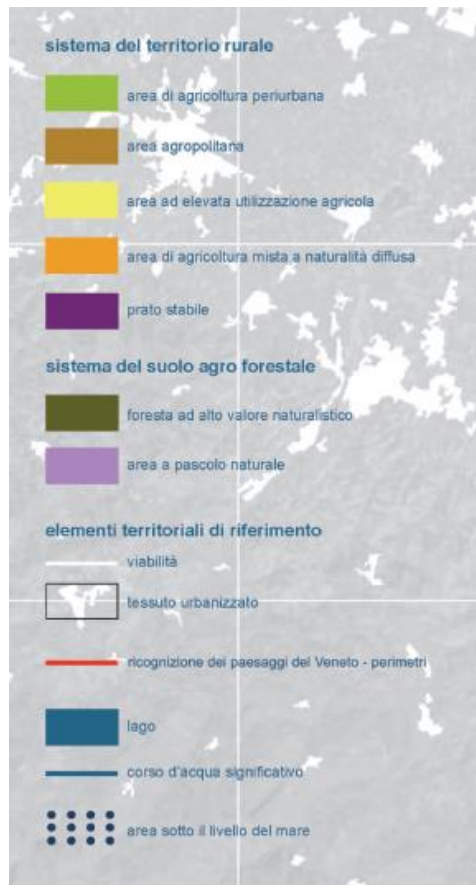 sistema del territorio rurale
area di agricoltura periurbana
area agropolitana
area ad elevata utilizzazione agricola
area di agricoltura mista a naturalità diffusa
prato stabile
sistema del suolo agro forestale
foresta ad alto valore naturalistico
area a pascolo naturale
elementi territoriali di riferimento
viabilità
tessuto urbanizzato
ricognizione dei paesaggi del Veneto - perimetri
lago
corso d'acqua significativo
area sotto il livello del mare